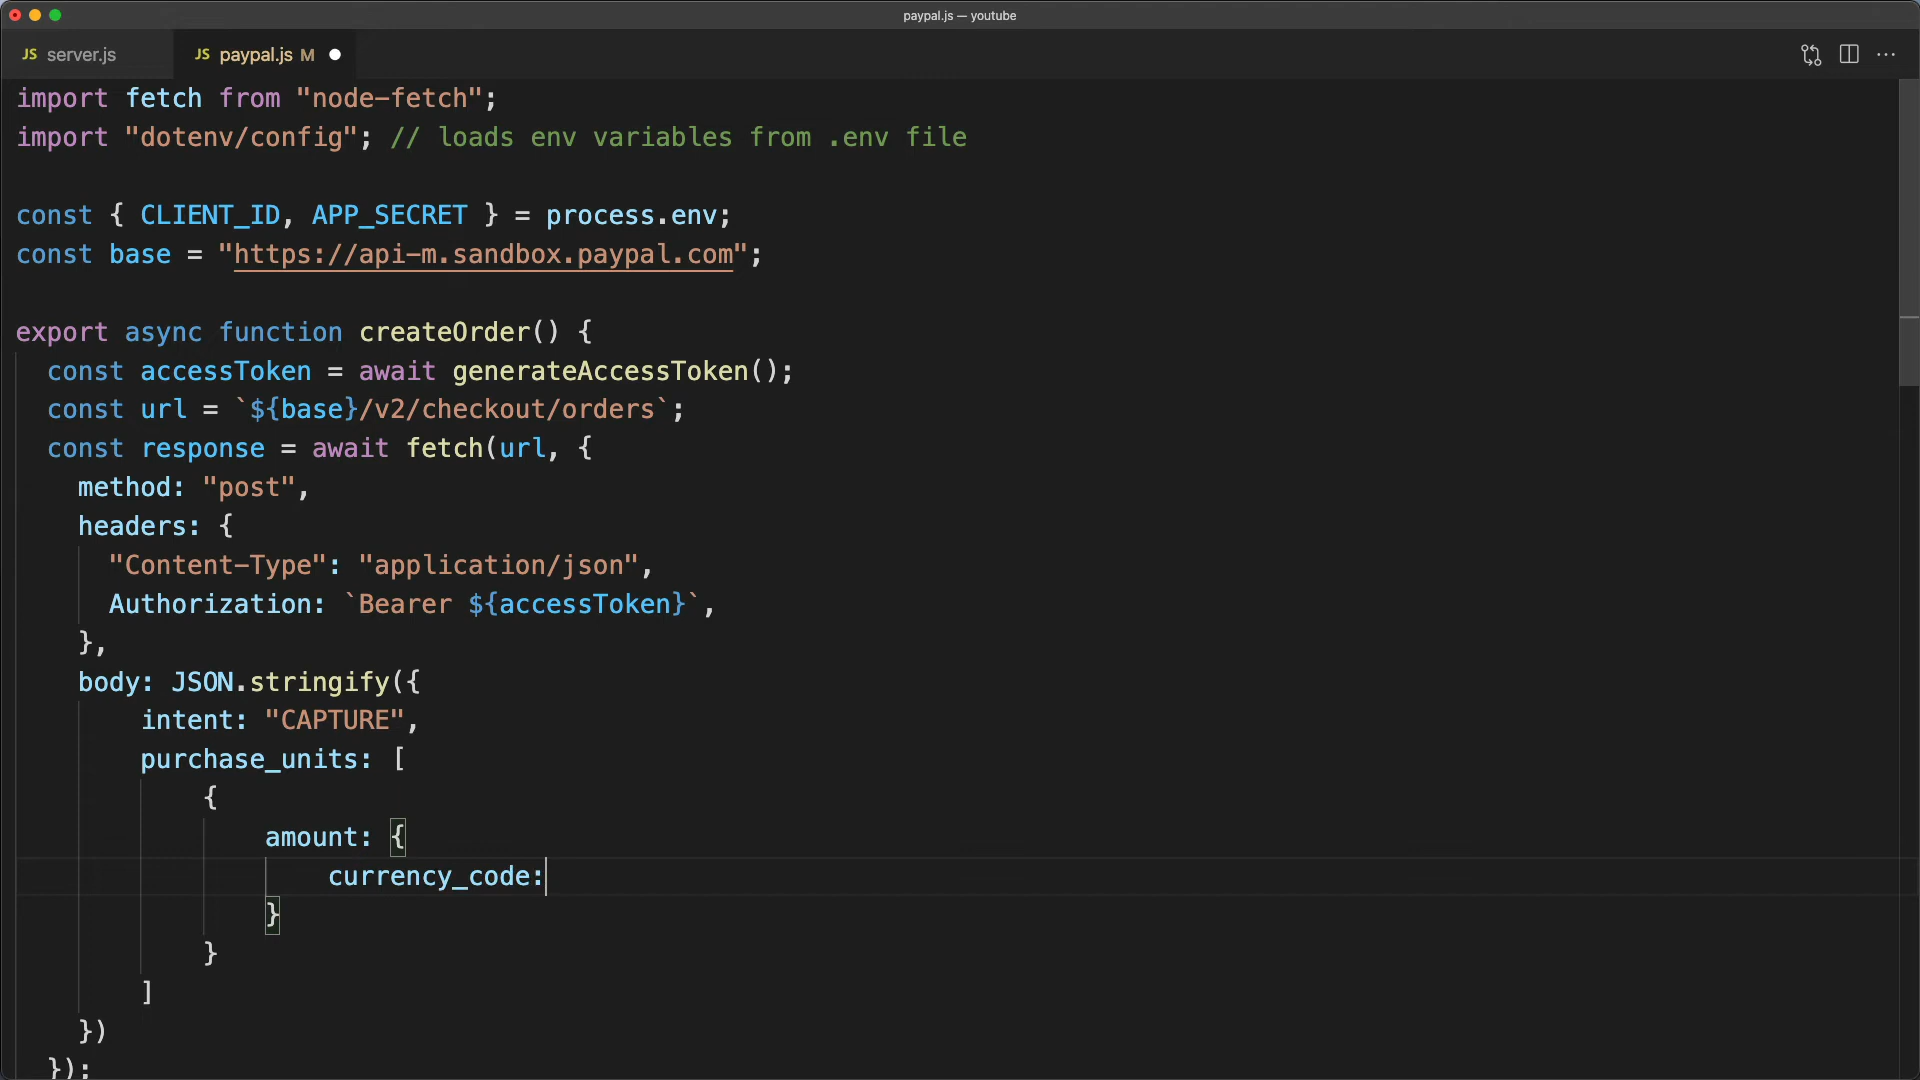 paypal.js — youtube
JS server.js
JS paypal.js M
import fetch from "node-fetch";
import "dotenv/config"; // loads env variables from .env file
const { CLIENT_ID, APP_SECRET } = process.env;
const base = "https://api-m.sandbox.paypal.com";
export async function createOrder() {
  const accessToken = await generateAccessToken();
  const url = `${base}/v2/checkout/orders`;
  const response = await fetch(url, {
    method: "post",
    headers: {
      "Content-Type": "application/json",
      Authorization: `Bearer ${accessToken}`,
    },
    body: JSON.stringify({
        intent: "CAPTURE",
        purchase_units: [
            {
                amount: {
                    currency_code:
                }
            }
        ]
    })
  });